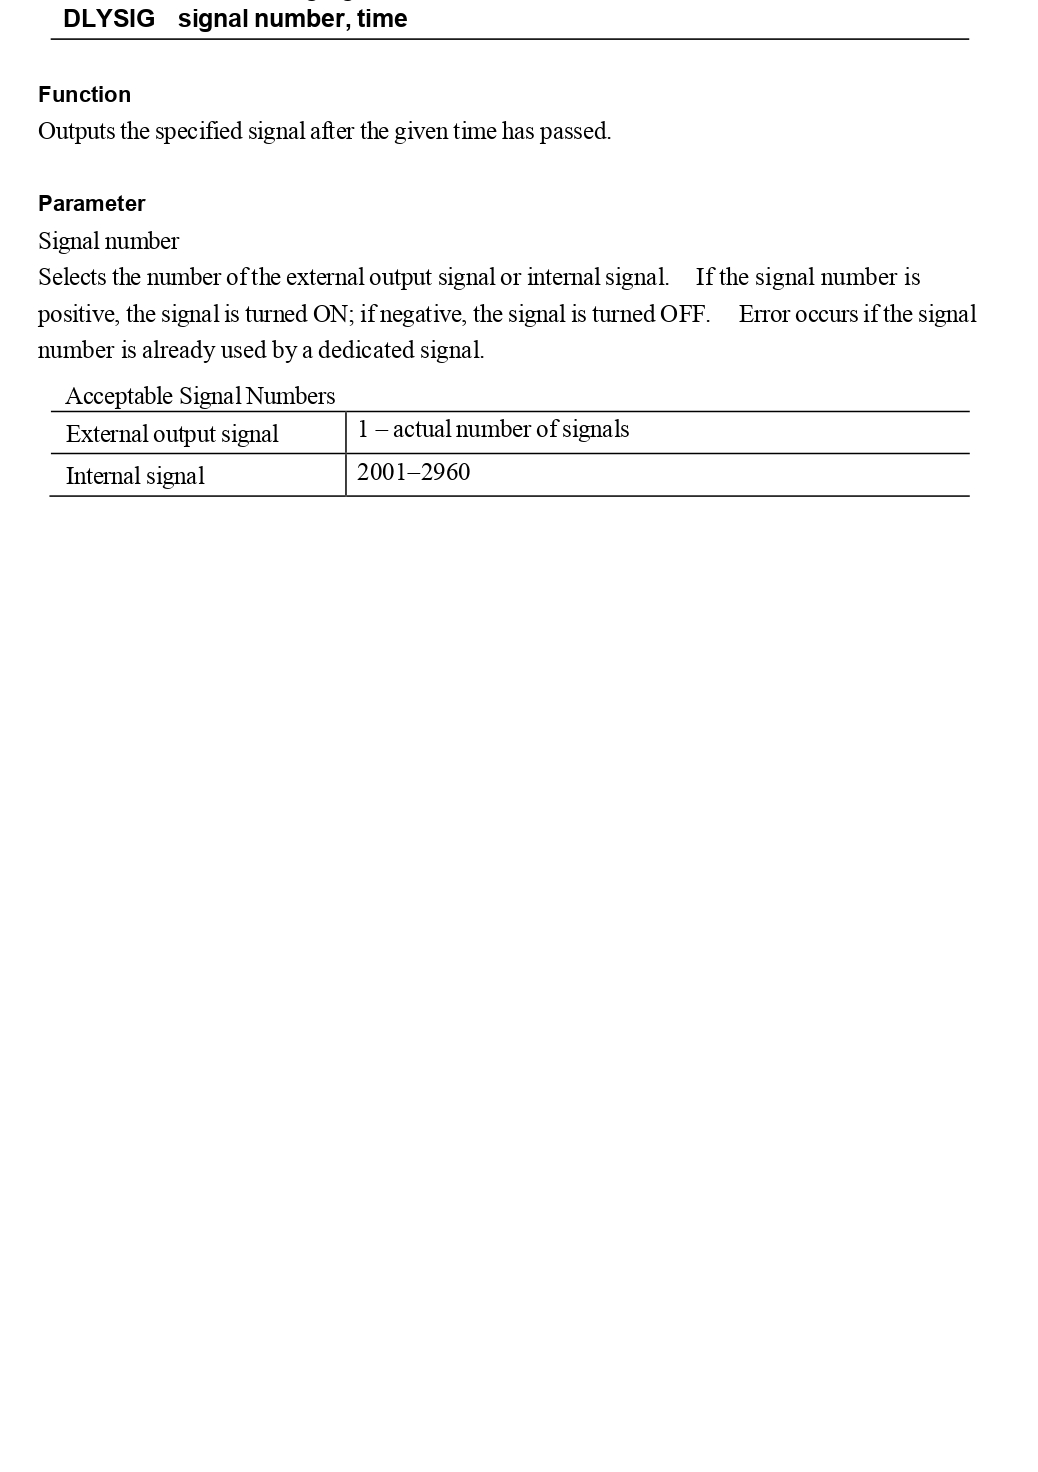 DLYSIG signal number, time
Function
Outputs the specified signal after the given time has passed.
Parameter
Signal number
Selects the number of the external output signal or internal signal. If the signal number is
positive, the signal is turned ON; if negative, the signal is turned OFF. Error occurs if the signal
number is already used by a dedicated signal.
Acceptable Signal Numbers
External output signal 1 – actual number of signals
Internal signal 2001–2960